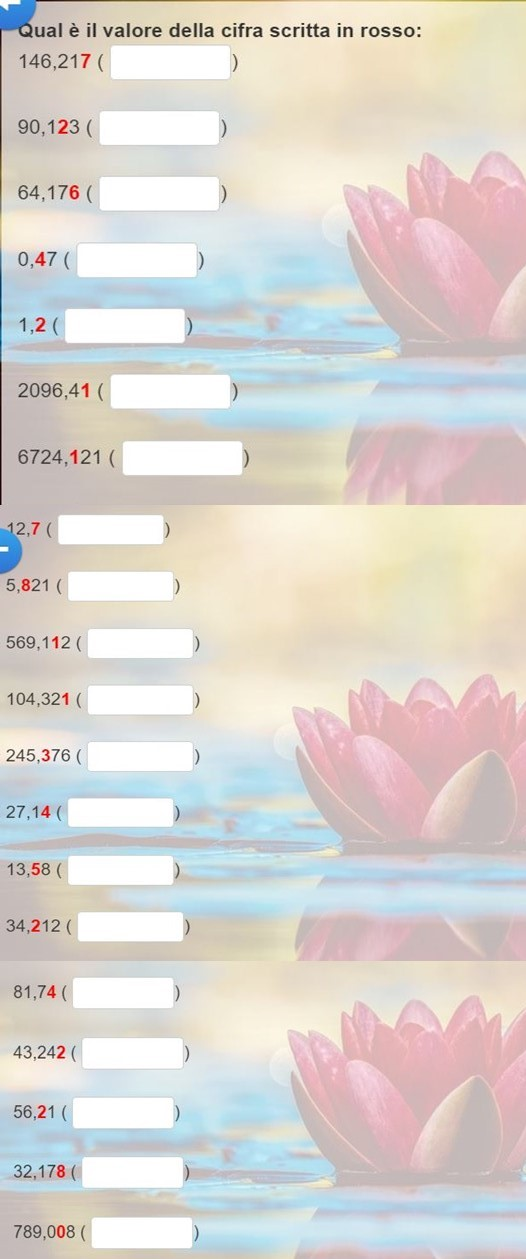 Qual è il valore della cifra scritta in rosso:
146,217 ( )
90,123 ( )
64,176 ( )
0,47 ( )
1,2 ( )
2096,41 ( )
6724,121 ( )
12,7 ( )
5,821 ( )
569,112 ( )
104,321 ( )
245,376 ( )
27,14 ( )
13,58 ( )
34,212 ( )
81,74 ( )
43,242 ( )
56,21 ( )
32,178 ( )
789,008 ( )